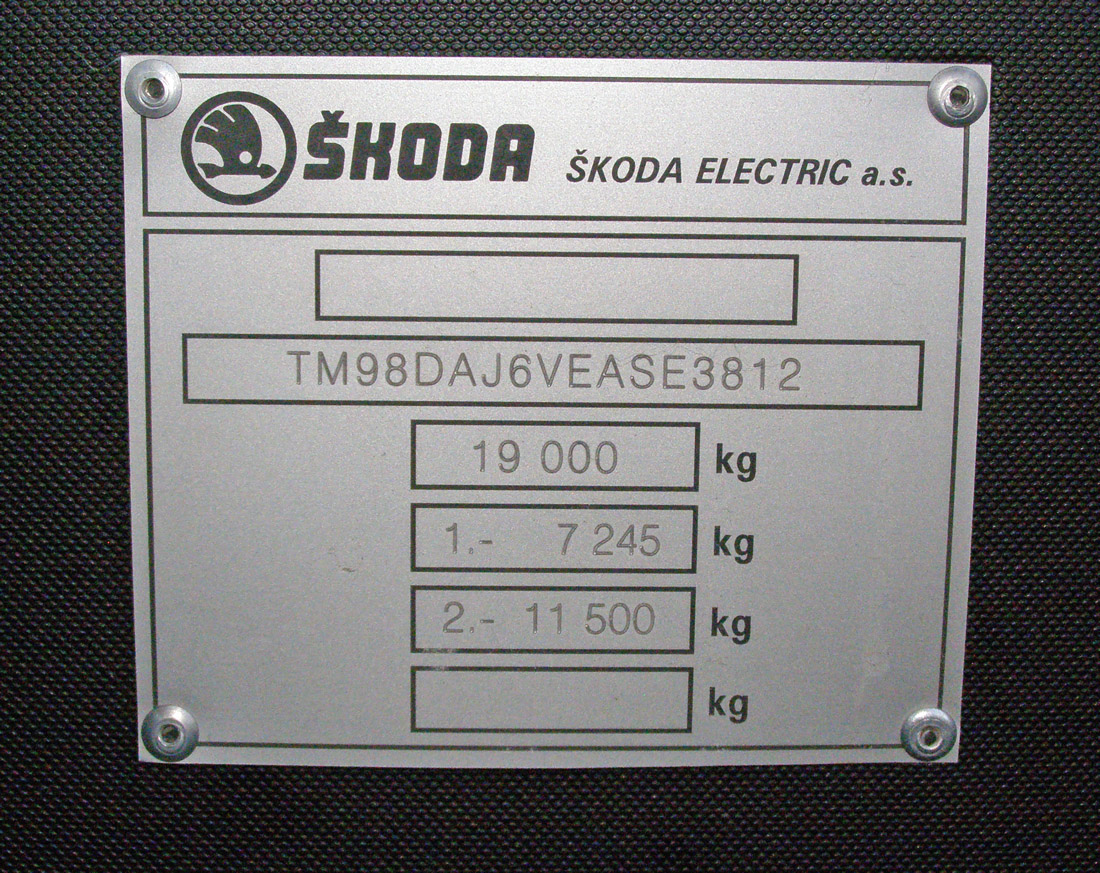 ŠKODA ŠKODA ELECTRIC a.s.
TM98DAJ6VEASE3812
19 000 kg
1.- 7 245 kg
2.- 11 500 kg
kg